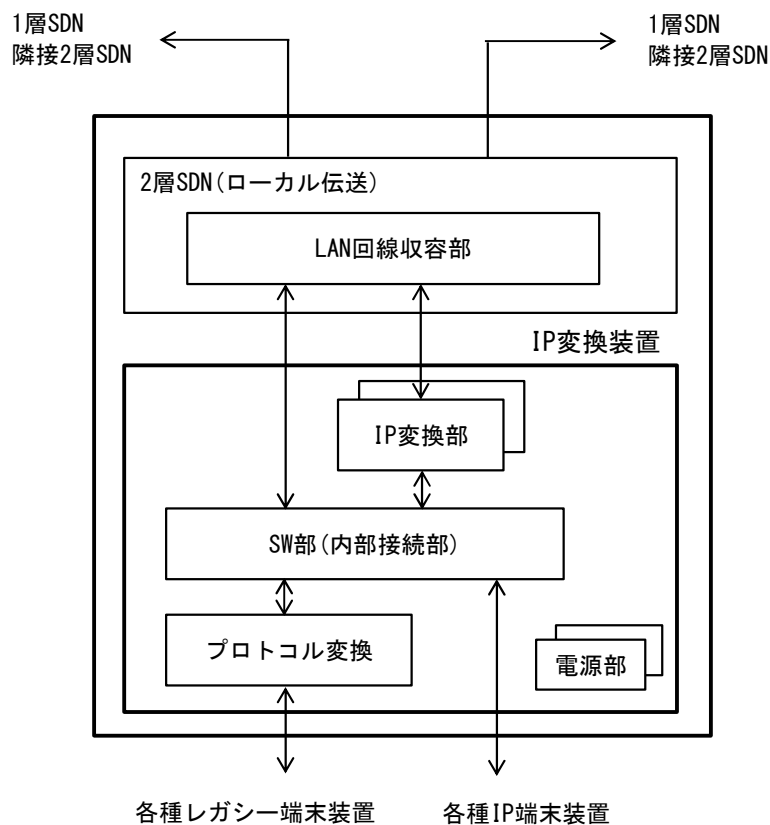 1層SDN
隣接2層SDN
1層SDN
隣接2層SDN
2層SDN(ローカル伝送)
LAN回線収容部
IP変換装置
IP変換部
SW部(内部接続部)
プロトコル変換
電源部
各種レガシー端末装置
各種IP端末装置